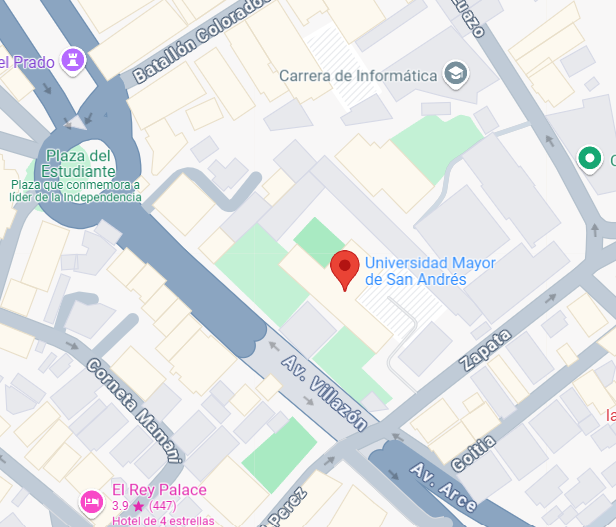 el Prado
Batallón Colorados
Carrera de Informática
Plaza del
Estudiante
Plaza que conmemora a
líder de la Independencia
Universidad Mayor
de San Andrés
Zapata
Av. Villazón
Corneta Mamani
Goitia
Av. Arce
El Rey Palace
3.9 ★ (447)
Hotel de 4 estrellas
Perez
la